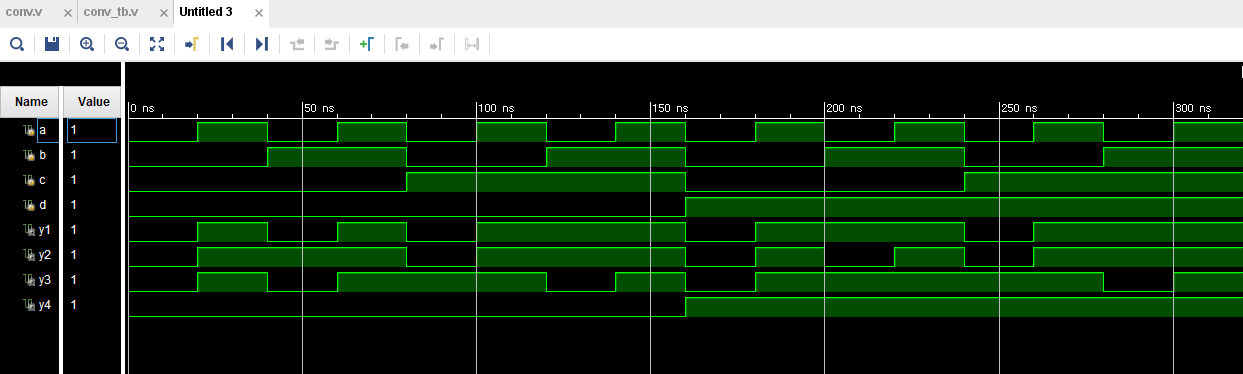 conv.v conv_tb.v Untitled 3
Name Value 0 ns 50 ns 100 ns 150 ns 200 ns 250 ns 300 ns
a 1
b 1
c 1
d 1
y1 1
y2 1
y3 1
y4 1